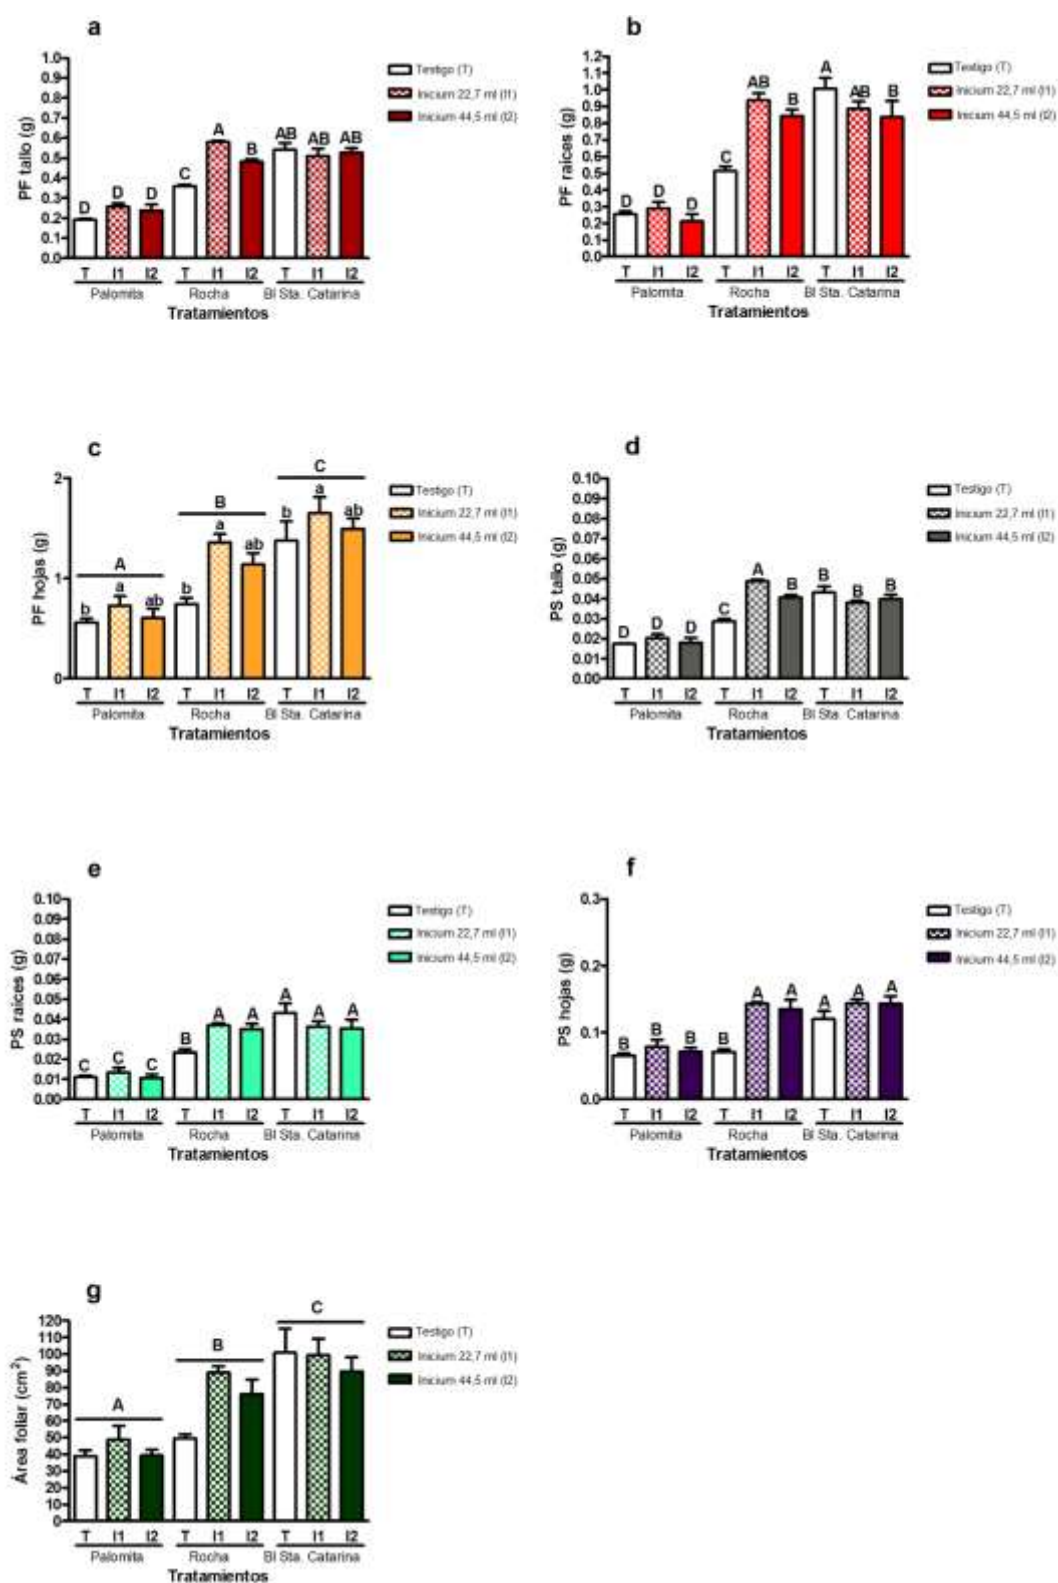 a
PF tallo (g)
1.0
0.9
0.8
0.7
0.6
0.5
0.4
0.3
0.2
0.1
0.0
D D D C A B AB AB AB
T I1 I2 T I1 I2 T I1 I2
Palomita Rocha Bl Sta. Catarina
Tratamientos
Testigo (T)
Inicium 22,7 ml (I1)
Inicium 44,5 ml (I2)
b
PF raices (g)
1.2
1.1
1.0
0.9
0.8
0.7
0.6
0.5
0.4
0.3
0.2
0.1
0.0
D D D C AB B A AB B
T I1 I2 T I1 I2 T I1 I2
Palomita Rocha Bl Sta. Catarina
Tratamientos
Testigo (T)
Inicium 22,7 ml (I1)
Inicium 44,5 ml (I2)
c
PF hojas (g)
2
1
0
A B C
b a ab b a ab b a ab
T I1 I2 T I1 I2 T I1 I2
Palomita Rocha Bl Sta. Catarina
Tratamientos
Testigo (T)
Inicium 22,7 ml (I1)
Inicium 44,5 ml (I2)
d
PS tallo (g)
0.10
0.09
0.08
0.07
0.06
0.05
0.04
0.03
0.02
0.01
0.00
D D D C A B B B B
T I1 I2 T I1 I2 T I1 I2
Palomita Rocha Bl Sta. Catarina
Tratamientos
Testigo (T)
Inicium 22,7 ml (I1)
Inicium 44,5 ml (I2)
e
PS raices (g)
0.10
0.09
0.08
0.07
0.06
0.05
0.04
0.03
0.02
0.01
0.00
C C C B A A A A A
T I1 I2 T I1 I2 T I1 I2
Palomita Rocha Bl Sta. Catarina
Tratamientos
Testigo (T)
Inicium 22,7 ml (I1)
Inicium 44,5 ml (I2)
f
PS hojas (g)
0.3
0.2
0.1
0.0
B B B B A A A A A
T I1 I2 T I1 I2 T I1 I2
Palomita Rocha Bl Sta. Catarina
Tratamientos
Testigo (T)
Inicium 22,7 ml (I1)
Inicium 44,5 ml (I2)
g
Área foliar (cm²)
120
110
100
90
80
70
60
50
40
30
20
10
0
A B C
T I1 I2 T I1 I2 T I1 I2
Palomita Rocha Bl Sta. Catarina
Tratamientos
Testigo (T)
Inicium 22,7 ml (I1)
Inicium 44,5 ml (I2)